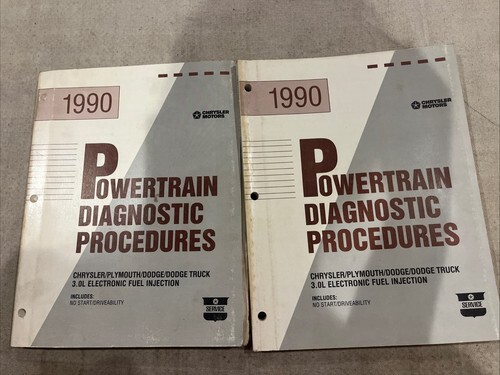 1990
CHRYSLER
MOTORS
POWERTRAIN
DIAGNOSTIC
PROCEDURES
CHRYSLER/PLYMOUTH/DODGE/DODGE TRUCK
3.0L ELECTRONIC FUEL INJECTION
INCLUDES:
NO START/DRIVEABILITY
SERVICE
1990
CHRYSLER
MOTORS
POWERTRAIN
DIAGNOSTIC
PROCEDURES
CHRYSLER/PLYMOUTH/DODGE/DODGE TRUCK
3.0L ELECTRONIC FUEL INJECTION
INCLUDES:
NO START/DRIVEABILITY
SERVICE